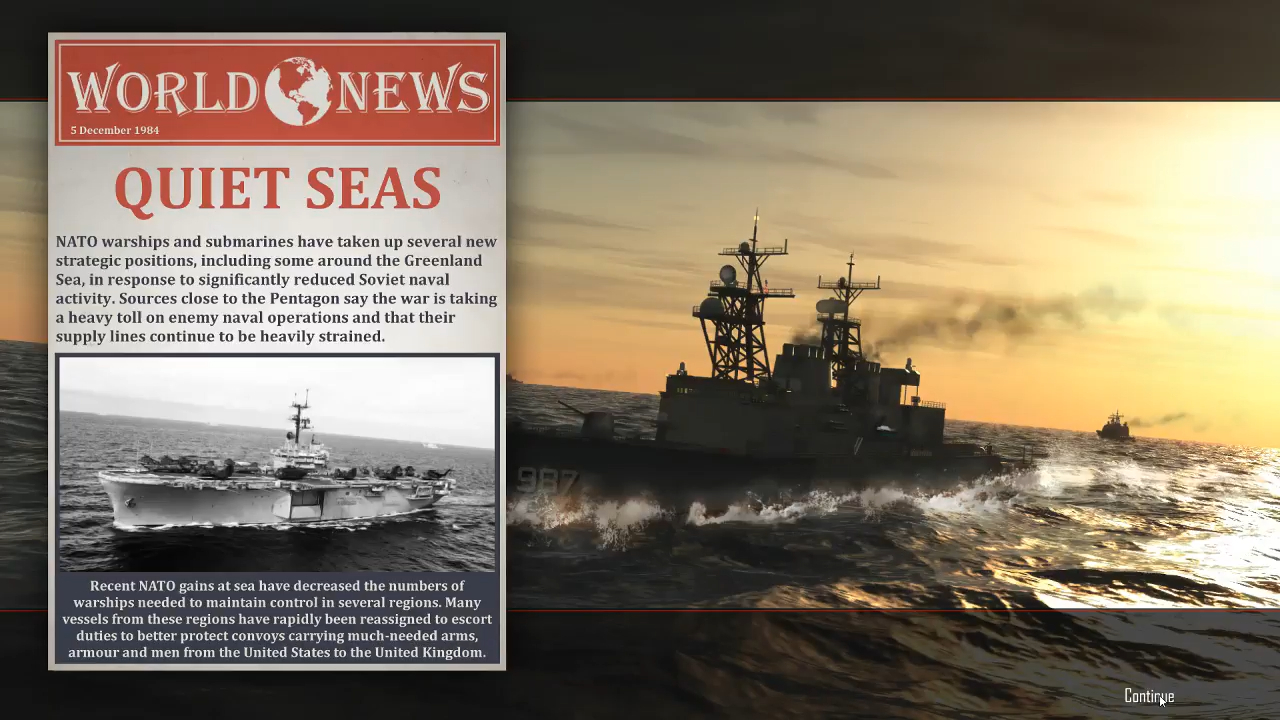 WORLD NEWS
5 December 1984
QUIET SEAS
NATO warships and submarines have taken up several new
strategic positions, including some around the Greenland
Sea, in response to significantly reduced Soviet naval
activity. Sources close to the Pentagon say the war is taking
a heavy toll on enemy naval operations and that their
supply lines continue to be heavily strained.
Recent NATO gains at sea have decreased the numbers of
warships needed to maintain control in several regions. Many
vessels from these regions have rapidly been reassigned to escort
duties to better protect convoys carrying much-needed arms,
armour and men from the United States to the United Kingdom.
987
Continue